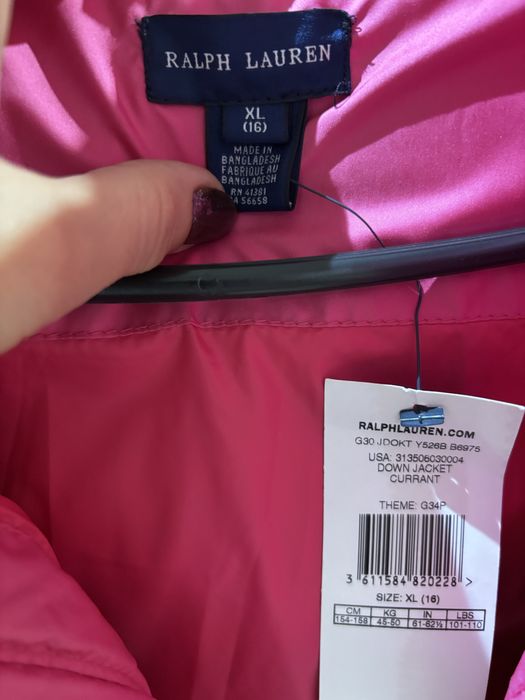 RALPH LAUREN
XL
(16)
MADE IN
BANGLADESH
FABRIQUE AU
BANGLADESH
RN 41381
CA 56658
RALPHLAUREN.COM
G30 JDOKT Y526B B6975
USA: 313506030004
DOWN JACKET
CURRANT
THEME: G34P
3 611584 820228 >
SIZE: XL (16)
CM KG IN LBS
154-158 45-50 61-62½ 101-110